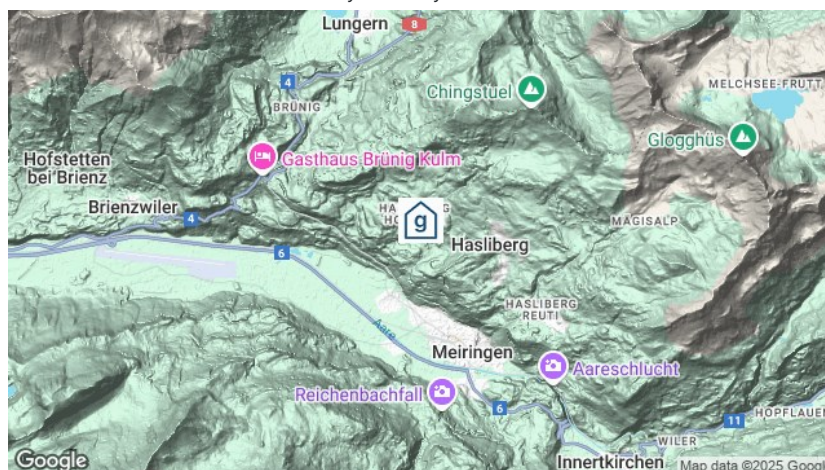 Lungern
8
4
Chingstuel
MELCHSEE-FRUTT
BRÜNIG
Glogghüs
Hofstetten
bei Brienz
Gasthaus Brünig Kulm
Brienzwiler
4
g
MÄGISALP
6
Hasliberg
HASLIBERG
REUTI
Aare
Meiringen
Aareschlucht
Reichenbachfall
6
11
HOPFLAUEN
WILER
Innertkirchen
Google
Map data ©2025 Google